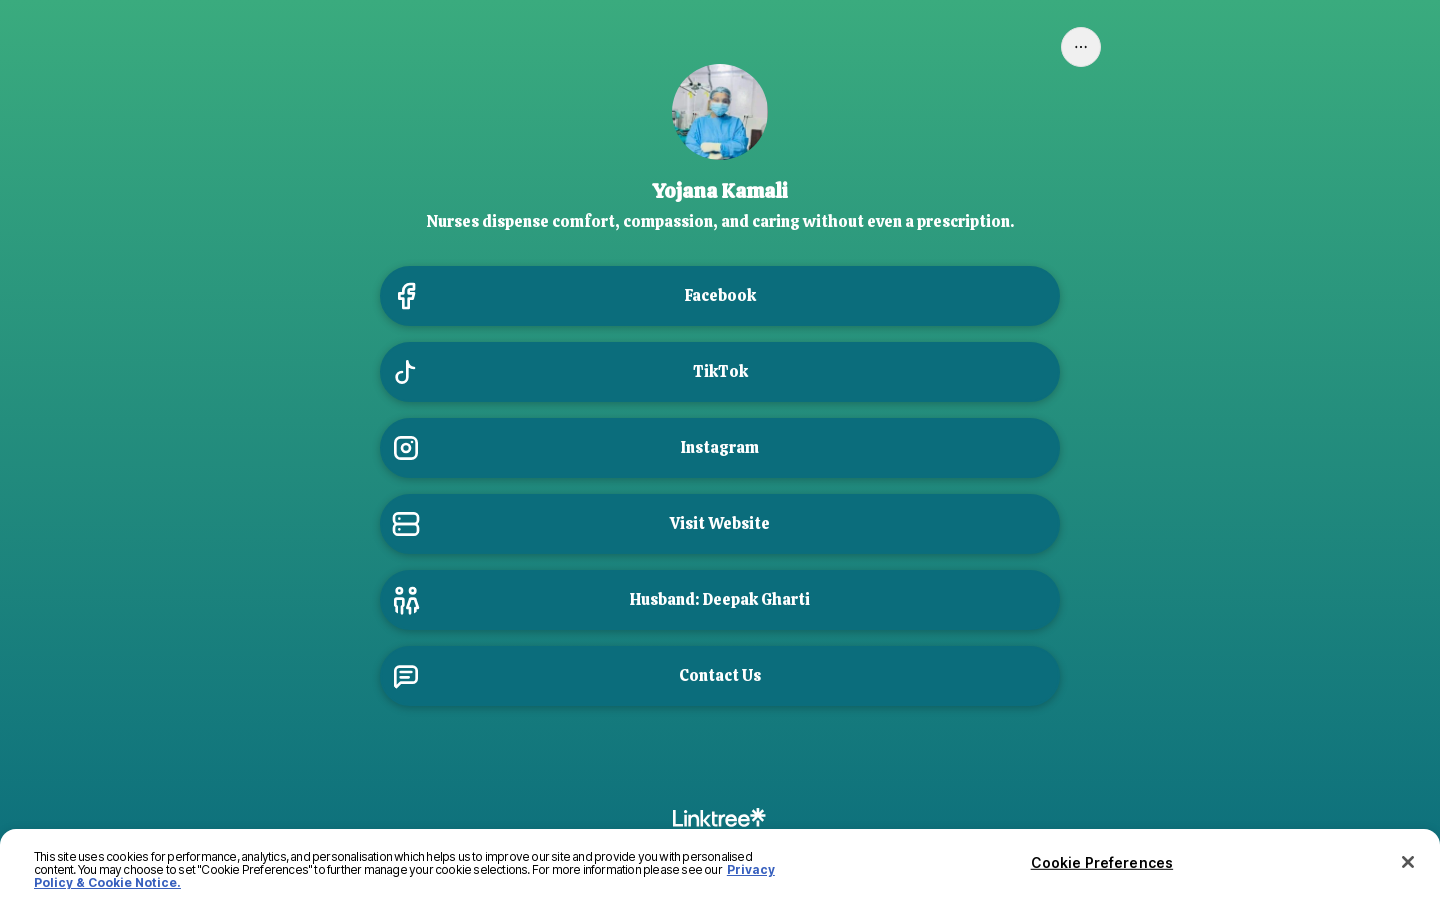 Yojana Kamali
Nurses dispense comfort, compassion, and caring without even a prescription.
Facebook
TikTok
Instagram
Visit Website
Husband: Deepak Gharti
Contact Us
Linktree
This site uses cookies for performance, analytics, and personalisation which helps us to improve our site and provide you with personalised
content. You may choose to set "Cookie Preferences" to further manage your cookie selections. For more information please see our Privacy
Policy & Cookie Notice.
Cookie Preferences